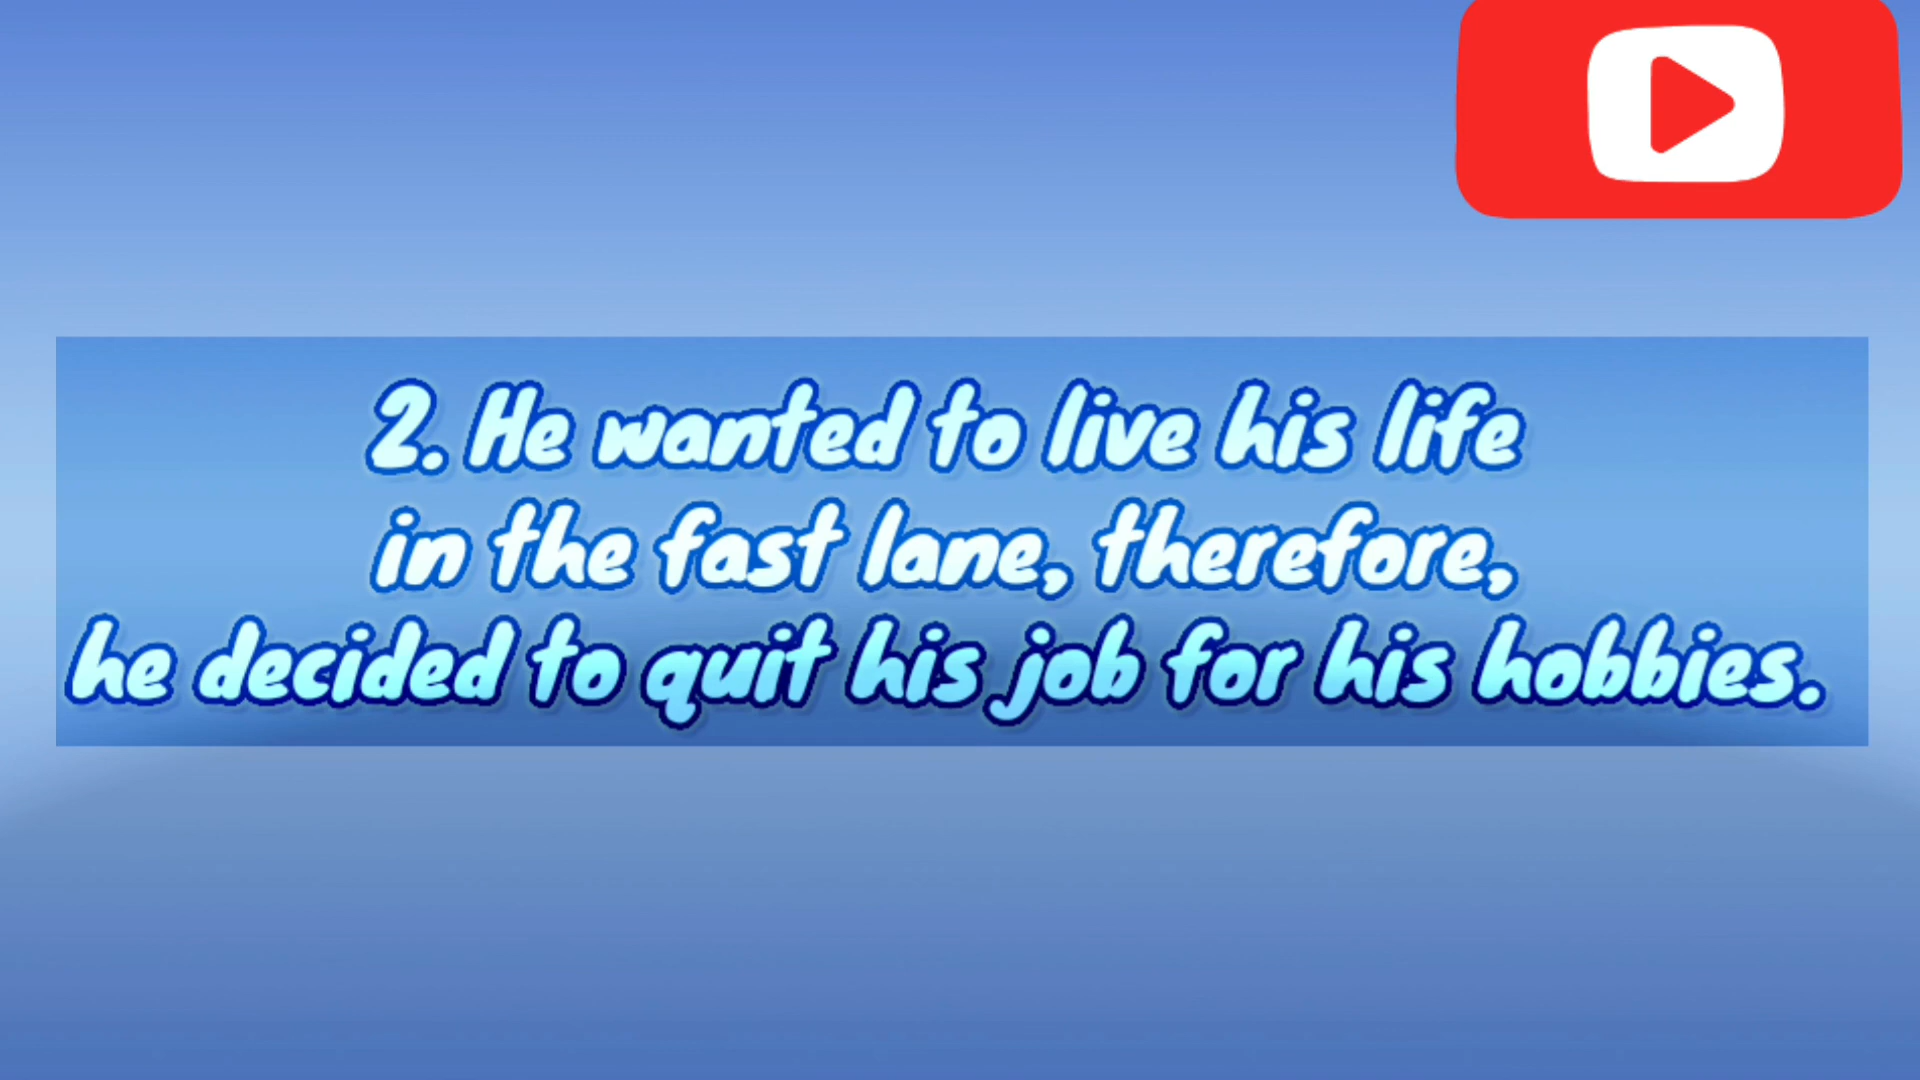 2. He wanted to live his life
in the fast lane, therefore,
he decided to quit his job for his hobbies.